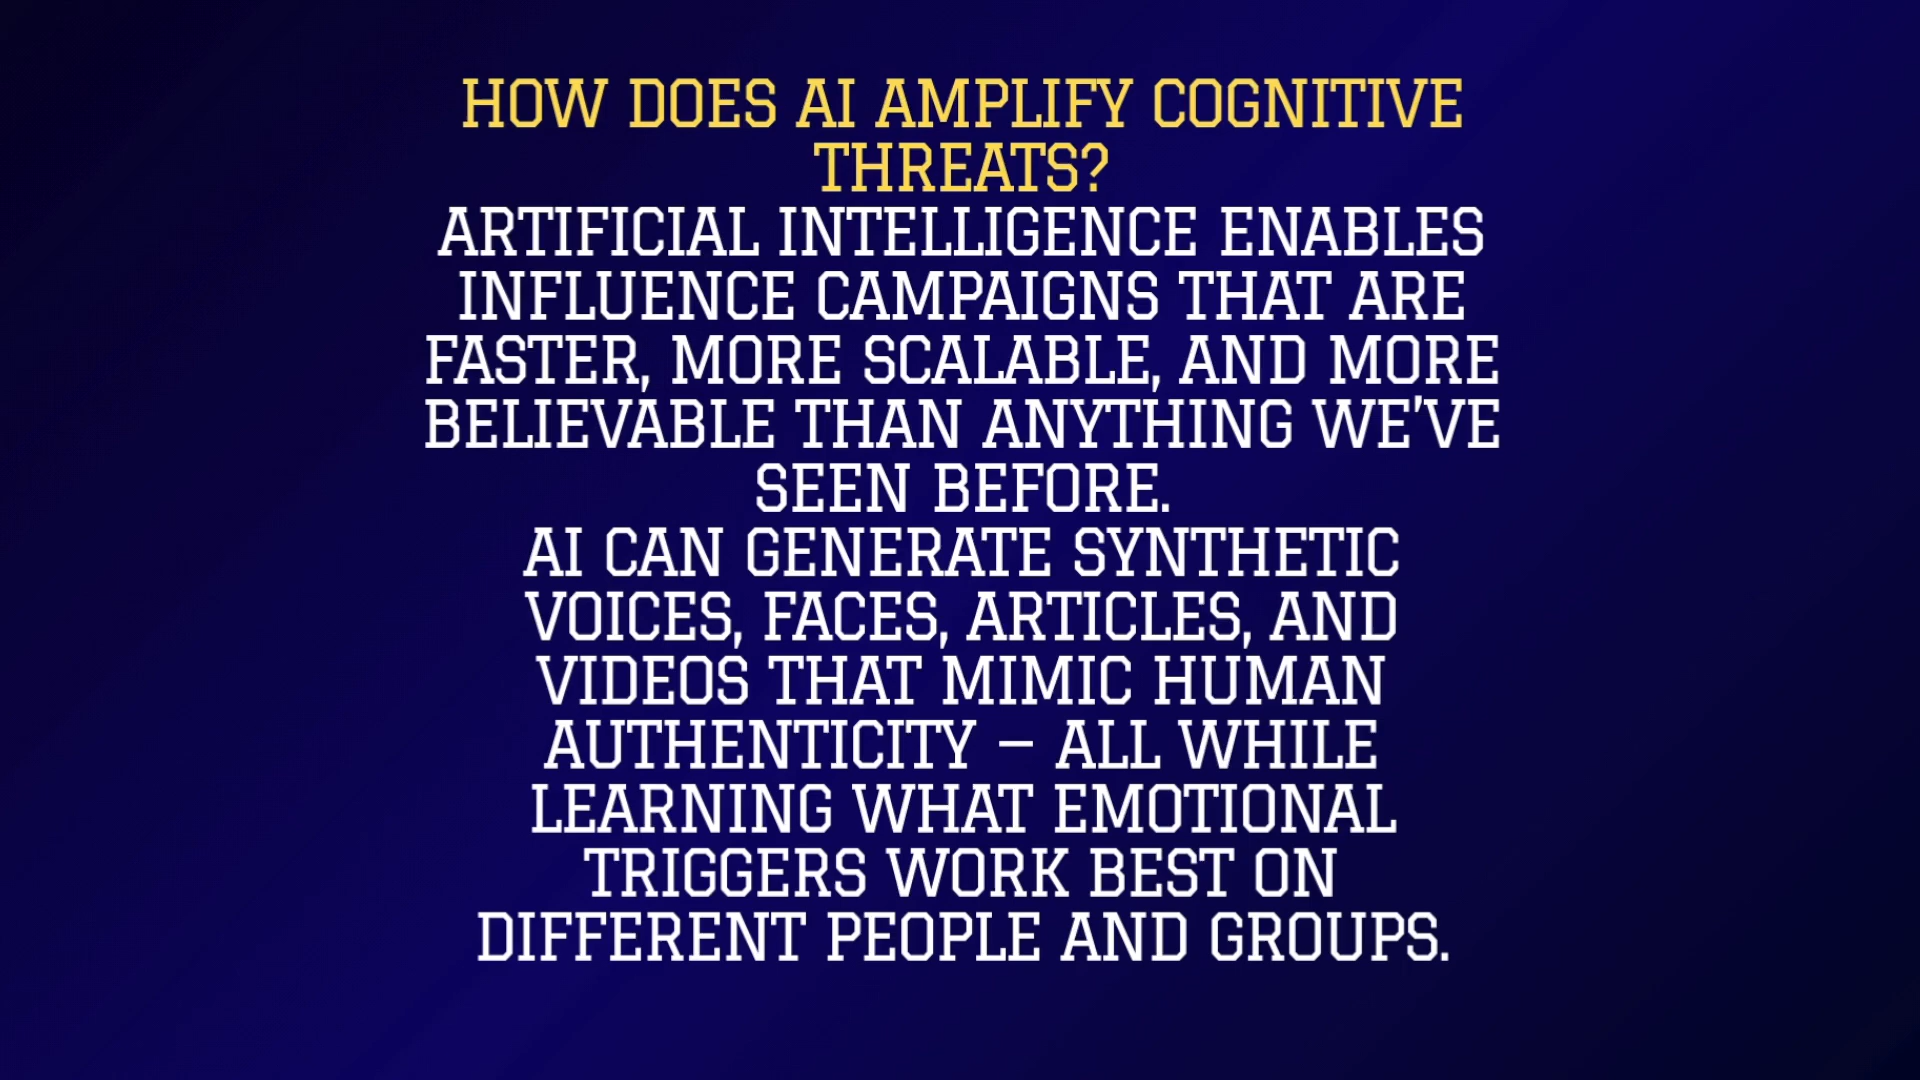 HOW DOES AI AMPLIFY COGNITIVE
THREATS?
ARTIFICIAL INTELLIGENCE ENABLES
INFLUENCE CAMPAIGNS THAT ARE
FASTER, MORE SCALABLE, AND MORE
BELIEVABLE THAN ANYTHING WE'VE
SEEN BEFORE.
AI CAN GENERATE SYNTHETIC
VOICES, FACES, ARTICLES, AND
VIDEOS THAT MIMIC HUMAN
AUTHENTICITY – ALL WHILE
LEARNING WHAT EMOTIONAL
TRIGGERS WORK BEST ON
DIFFERENT PEOPLE AND GROUPS.